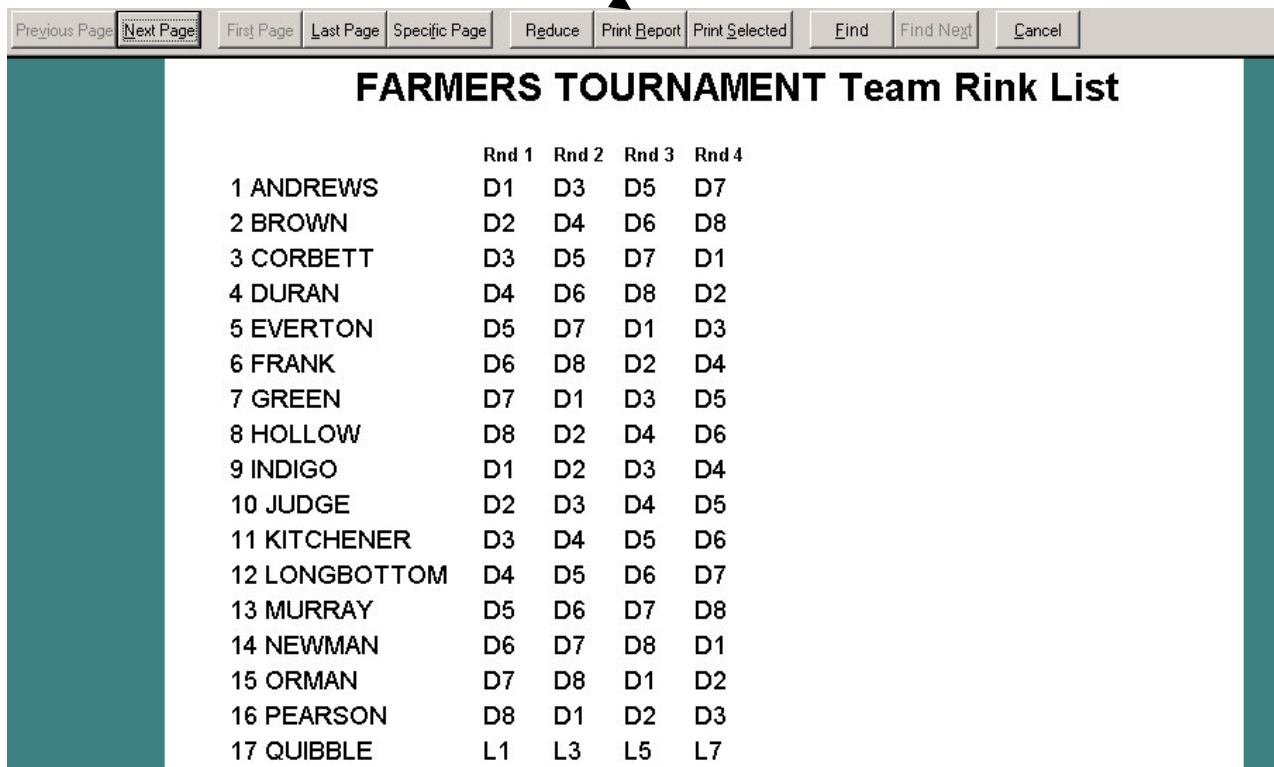 Previous Page Next Page First Page Last Page Specific Page Reduce Print Report Print Selected Find Find Next Cancel
FARMERS TOURNAMENT Team Rink List
Rnd 1 Rnd 2 Rnd 3 Rnd 4
1 ANDREWS D1 D3 D5 D7
2 BROWN D2 D4 D6 D8
3 CORBETT D3 D5 D7 D1
4 DURAN D4 D6 D8 D2
5 EVERTON D5 D7 D1 D3
6 FRANK D6 D8 D2 D4
7 GREEN D7 D1 D3 D5
8 HOLLOW D8 D2 D4 D6
9 INDIGO D1 D2 D3 D4
10 JUDGE D2 D3 D4 D5
11 KITCHENER D3 D4 D5 D6
12 LONGBOTTOM D4 D5 D6 D7
13 MURRAY D5 D6 D7 D8
14 NEWMAN D6 D7 D8 D1
15 ORMAN D7 D8 D1 D2
16 PEARSON D8 D1 D2 D3
17 QUIBBLE L1 L3 L5 L7